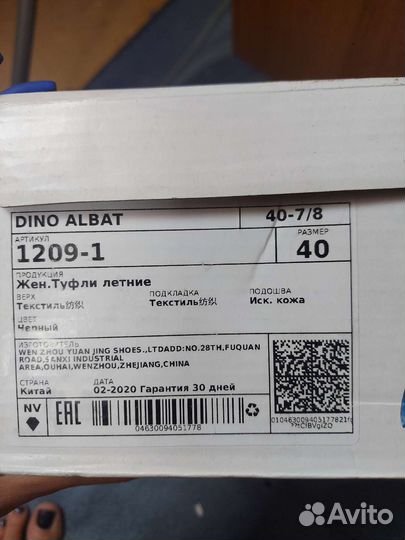 DINO ALBAT
40-7/8
АРТИКУЛ
1209-1
РАЗМЕР
40
ПРОДУКЦИЯ
Жен.Туфли летние
ВЕРХ
Текстиль纺织
ПОДКЛАДКА
Текстиль纺织
ПОДОШВА
Иск. кожа
ЦВЕТ
Черный
ИЗГОТОВИТЕЛЬ
WEN ZHOU YUAN JING SHOES.,LTDADD:NO.28TH,FUQUAN
ROAD,SANXI INDUSTRIAL
AREA,OUHAI,WENZHOU,ZHEJIANG,CHINA
СТРАНА
Китай
ДАТА
02-2020 Гарантия 30 дней
NV
EAC
04630094051778
Avito